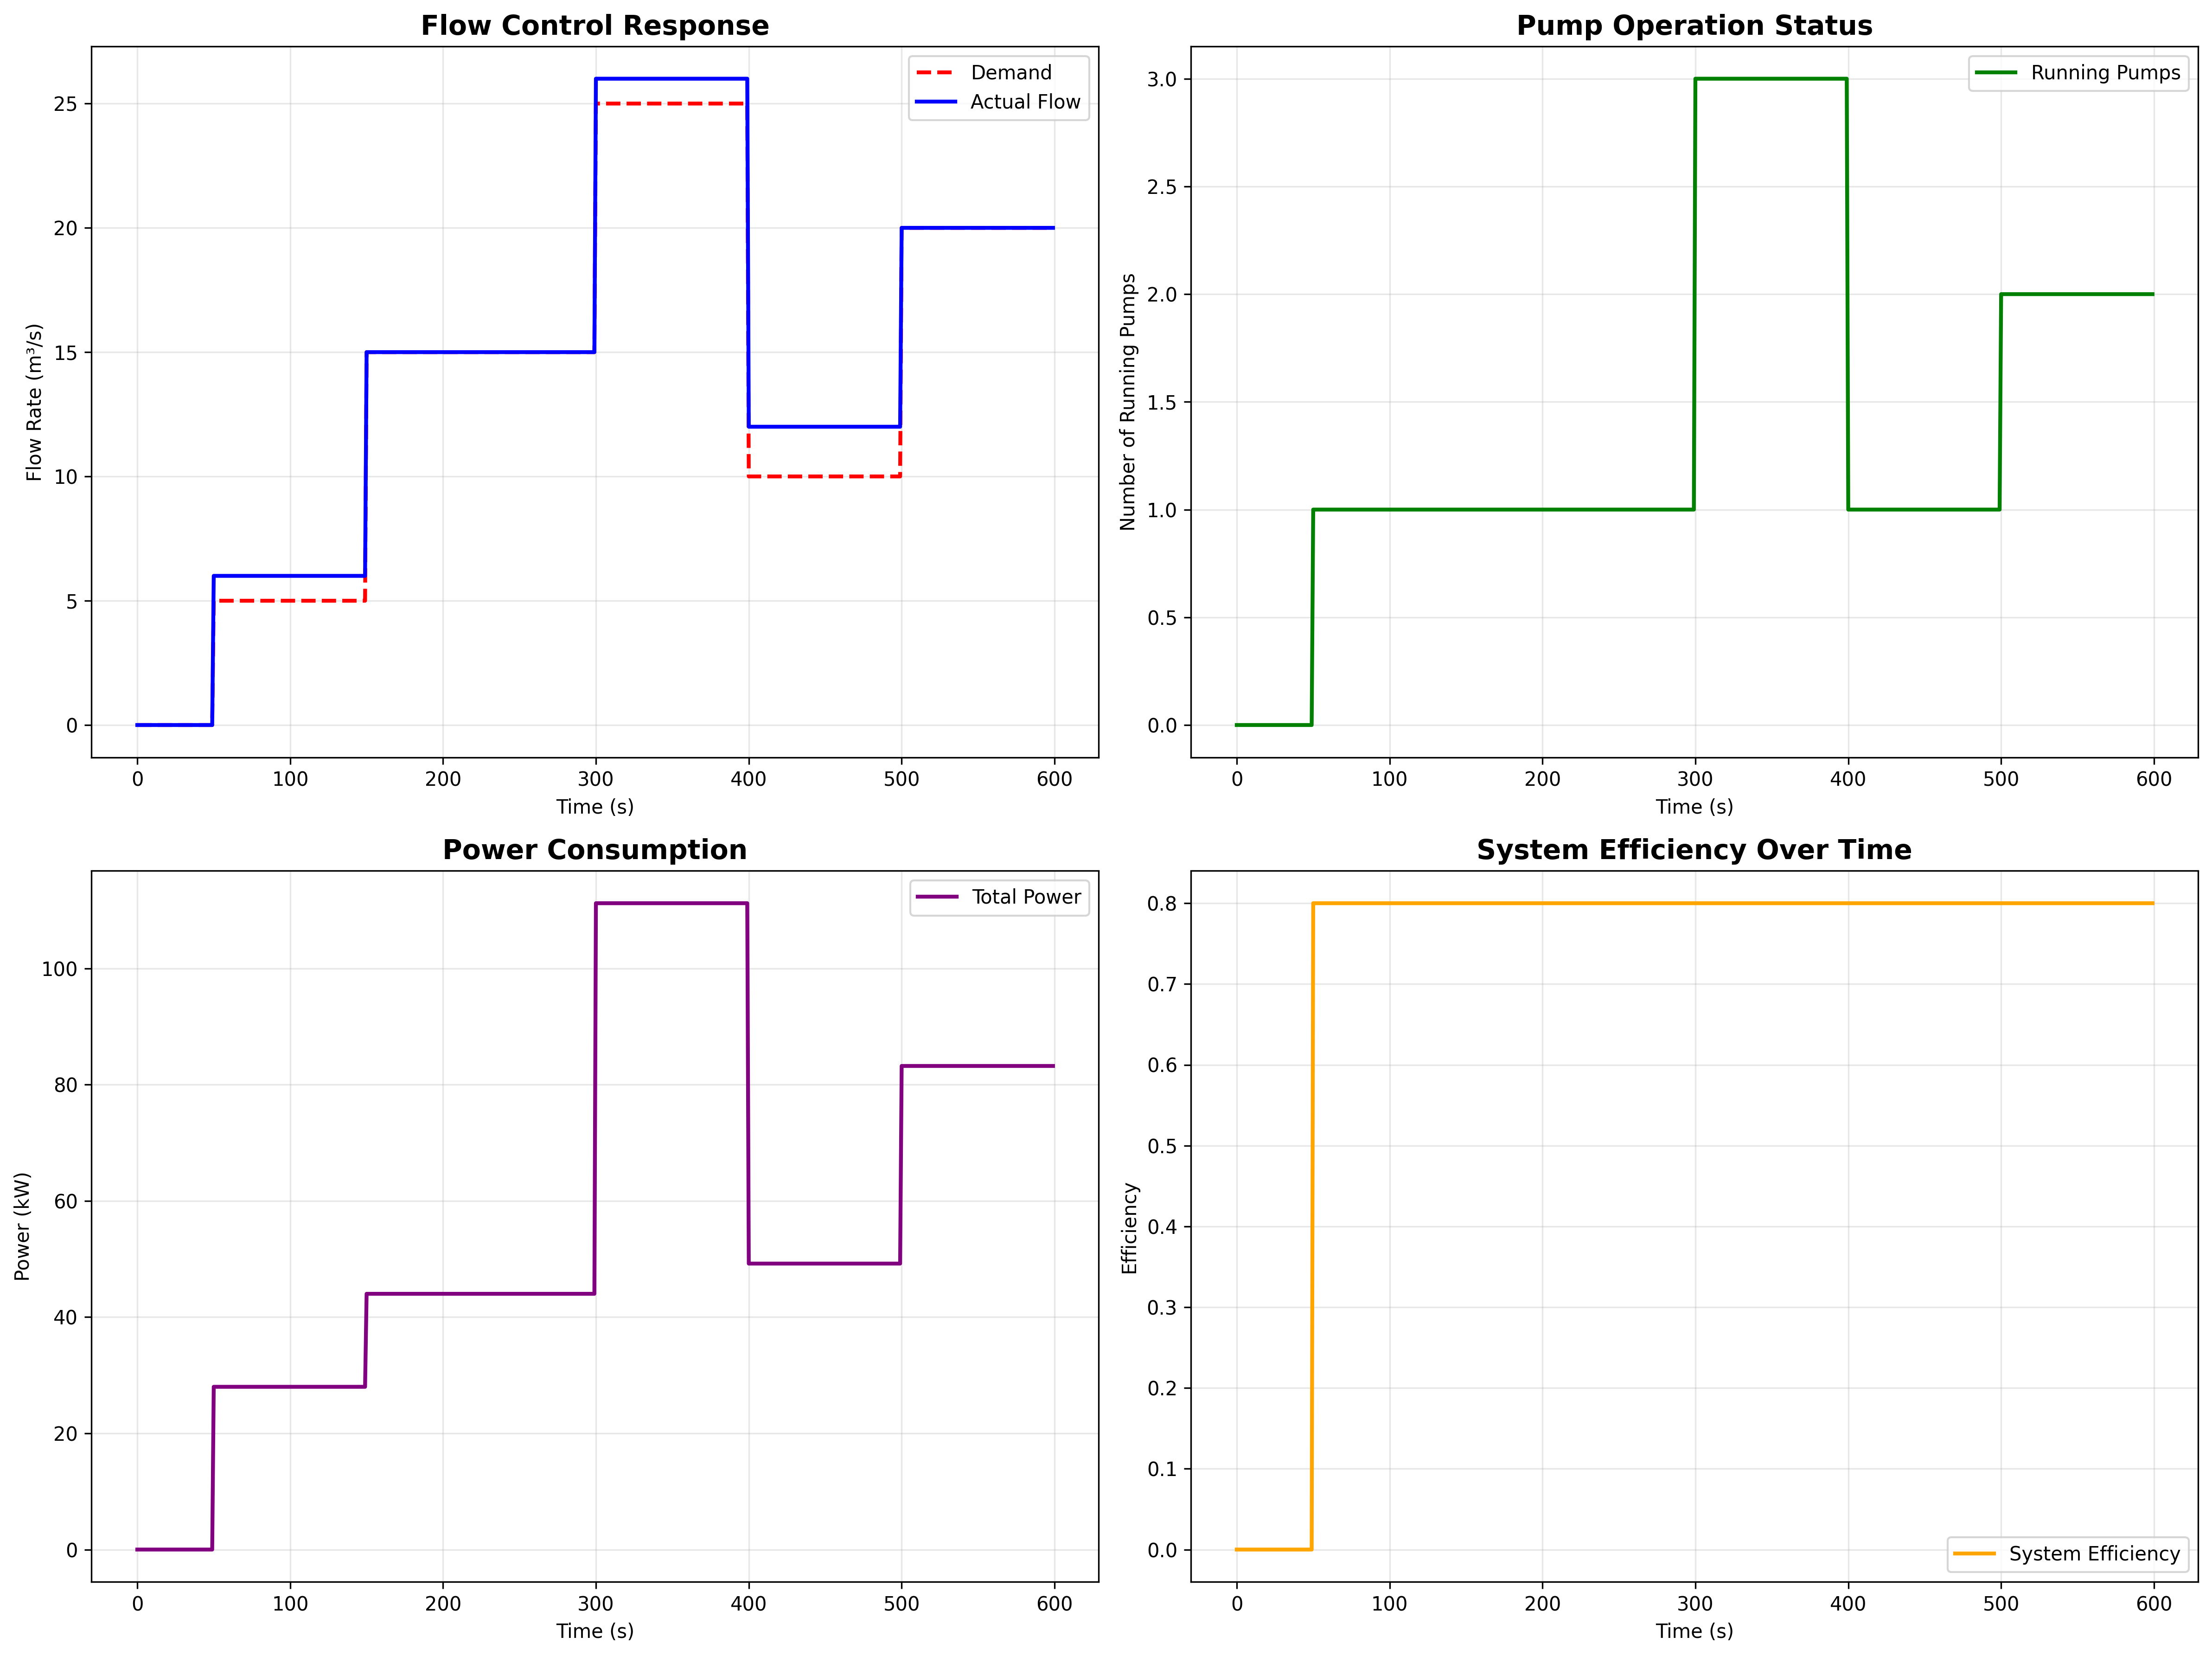 Flow Control Response
Demand
Actual Flow
Flow Rate (m³/s)
25
20
15
10
5
0
0 100 200 300 400 500 600
Time (s)
Pump Operation Status
Running Pumps
Number of Running Pumps
3.0
2.5
2.0
1.5
1.0
0.5
0.0
0 100 200 300 400 500 600
Time (s)
Power Consumption
Total Power
Power (kW)
100
80
60
40
20
0
0 100 200 300 400 500 600
Time (s)
System Efficiency Over Time
Efficiency
0.8
0.7
0.6
0.5
0.4
0.3
0.2
0.1
0.0
System Efficiency
0 100 200 300 400 500 600
Time (s)